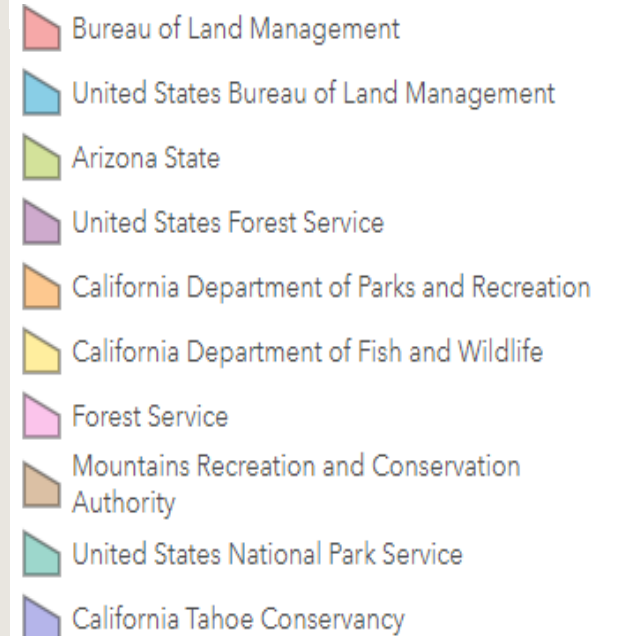 Bureau of Land Management
United States Bureau of Land Management
Arizona State
United States Forest Service
California Department of Parks and Recreation
California Department of Fish and Wildlife
Forest Service
Mountains Recreation and Conservation
Authority
United States National Park Service
California Tahoe Conservancy